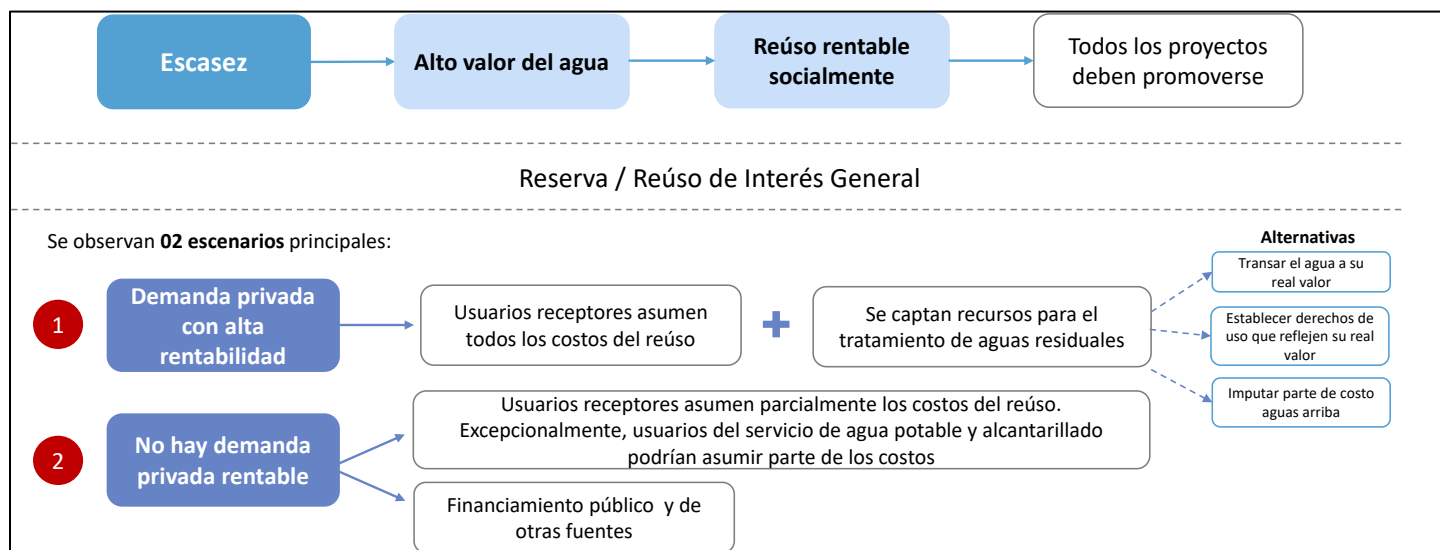 Escasez
Alto valor del agua
Reúso rentable
socialmente
Todos los proyectos
deben promoverse
Reserva / Reúso de Interés General
Se observan 02 escenarios principales:
Alternativas
1
Demanda privada
con alta
rentabilidad
Usuarios receptores asumen
todos los costos del reúso
+
Se captan recursos para el
tratamiento de aguas residuales
Transar el agua a su
real valor
Establecer derechos de
uso que reflejen su real
valor
Imputar parte de costo
aguas arriba
2
No hay demanda
privada rentable
Usuarios receptores asumen parcialmente los costos del reúso.
Excepcionalmente, usuarios del servicio de agua potable y alcantarillado
podrían asumir parte de los costos
Financiamiento público y de
otras fuentes